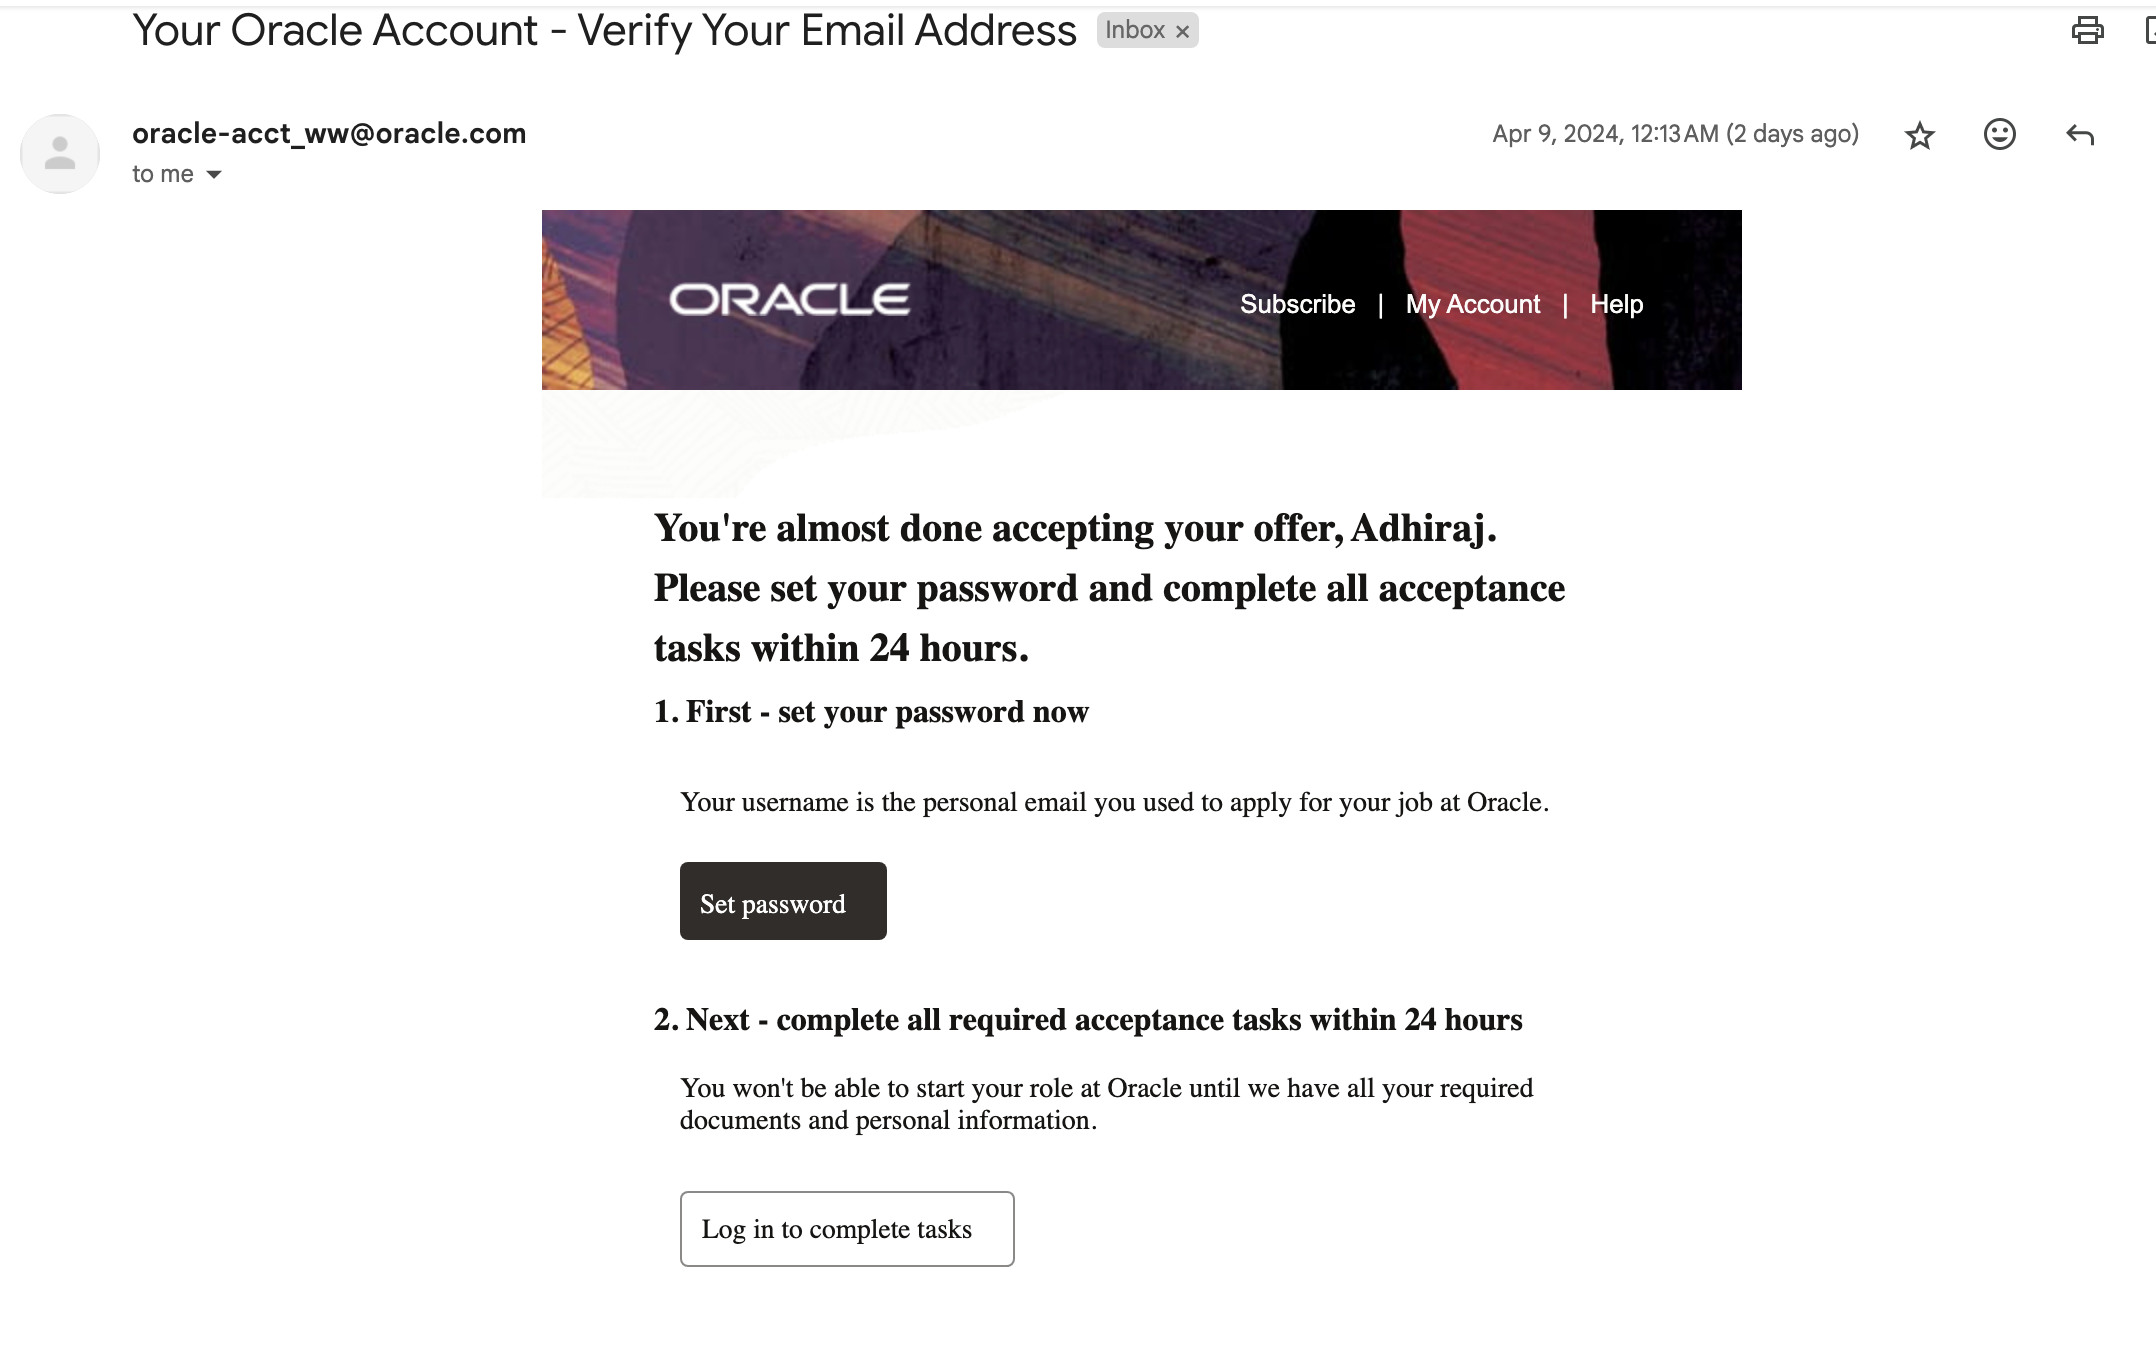 Your Oracle Account - Verify Your Email Address Inbox ×
oracle-acct_ww@oracle.com
Apr 9, 2024, 12:13 AM (2 days ago)
to me
ORACLE
Subscribe | My Account | Help
You're almost done accepting your offer, Adhiraj.
Please set your password and complete all acceptance
tasks within 24 hours.
1. First - set your password now
Your username is the personal email you used to apply for your job at Oracle.
Set password
2. Next - complete all required acceptance tasks within 24 hours
You won't be able to start your role at Oracle until we have all your required
documents and personal information.
Log in to complete tasks